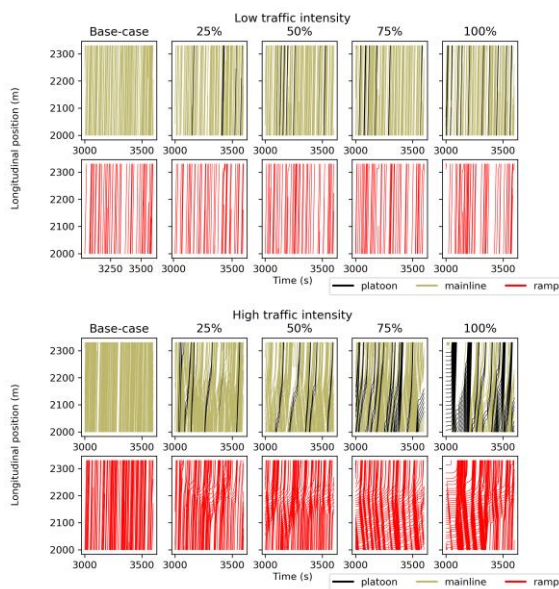 Low traffic intensity
Base-case 25% 50% 75% 100%
Longitudinal position (m)
2300
2200
2100
2000
3000 3500 3000 3500 3000 3500 3000 3500 3000 3500
2300
2200
2100
2000
3250 3500 3000 3500 3000 3500 3000 3500 3000 3500
Time (s)
platoon mainline ramp
High traffic intensity
Base-case 25% 50% 75% 100%
Longitudinal position (m)
2300
2200
2100
2000
3000 3500 3000 3500 3000 3500 3000 3500 3000 3500
2300
2200
2100
2000
3000 3500 3000 3500 3000 3500 3000 3500 3000 3500
Time (s)
platoon mainline ramp